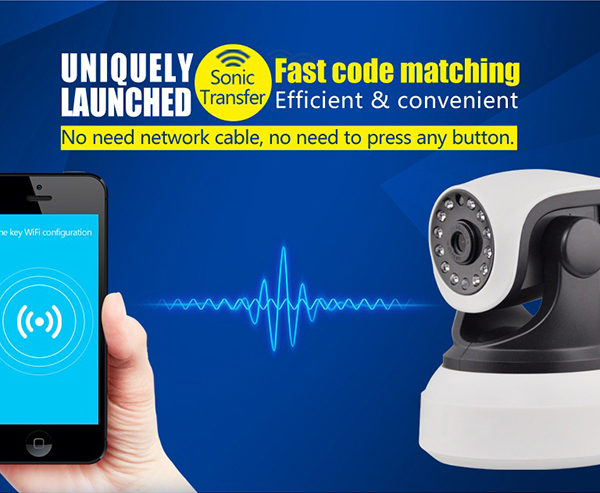 UNIQUELY
LAUNCHED
Sonic
Transfer
Fast code matching
Efficient & convenient
No need network cable, no need to press any button.
ne key WiFi configuration